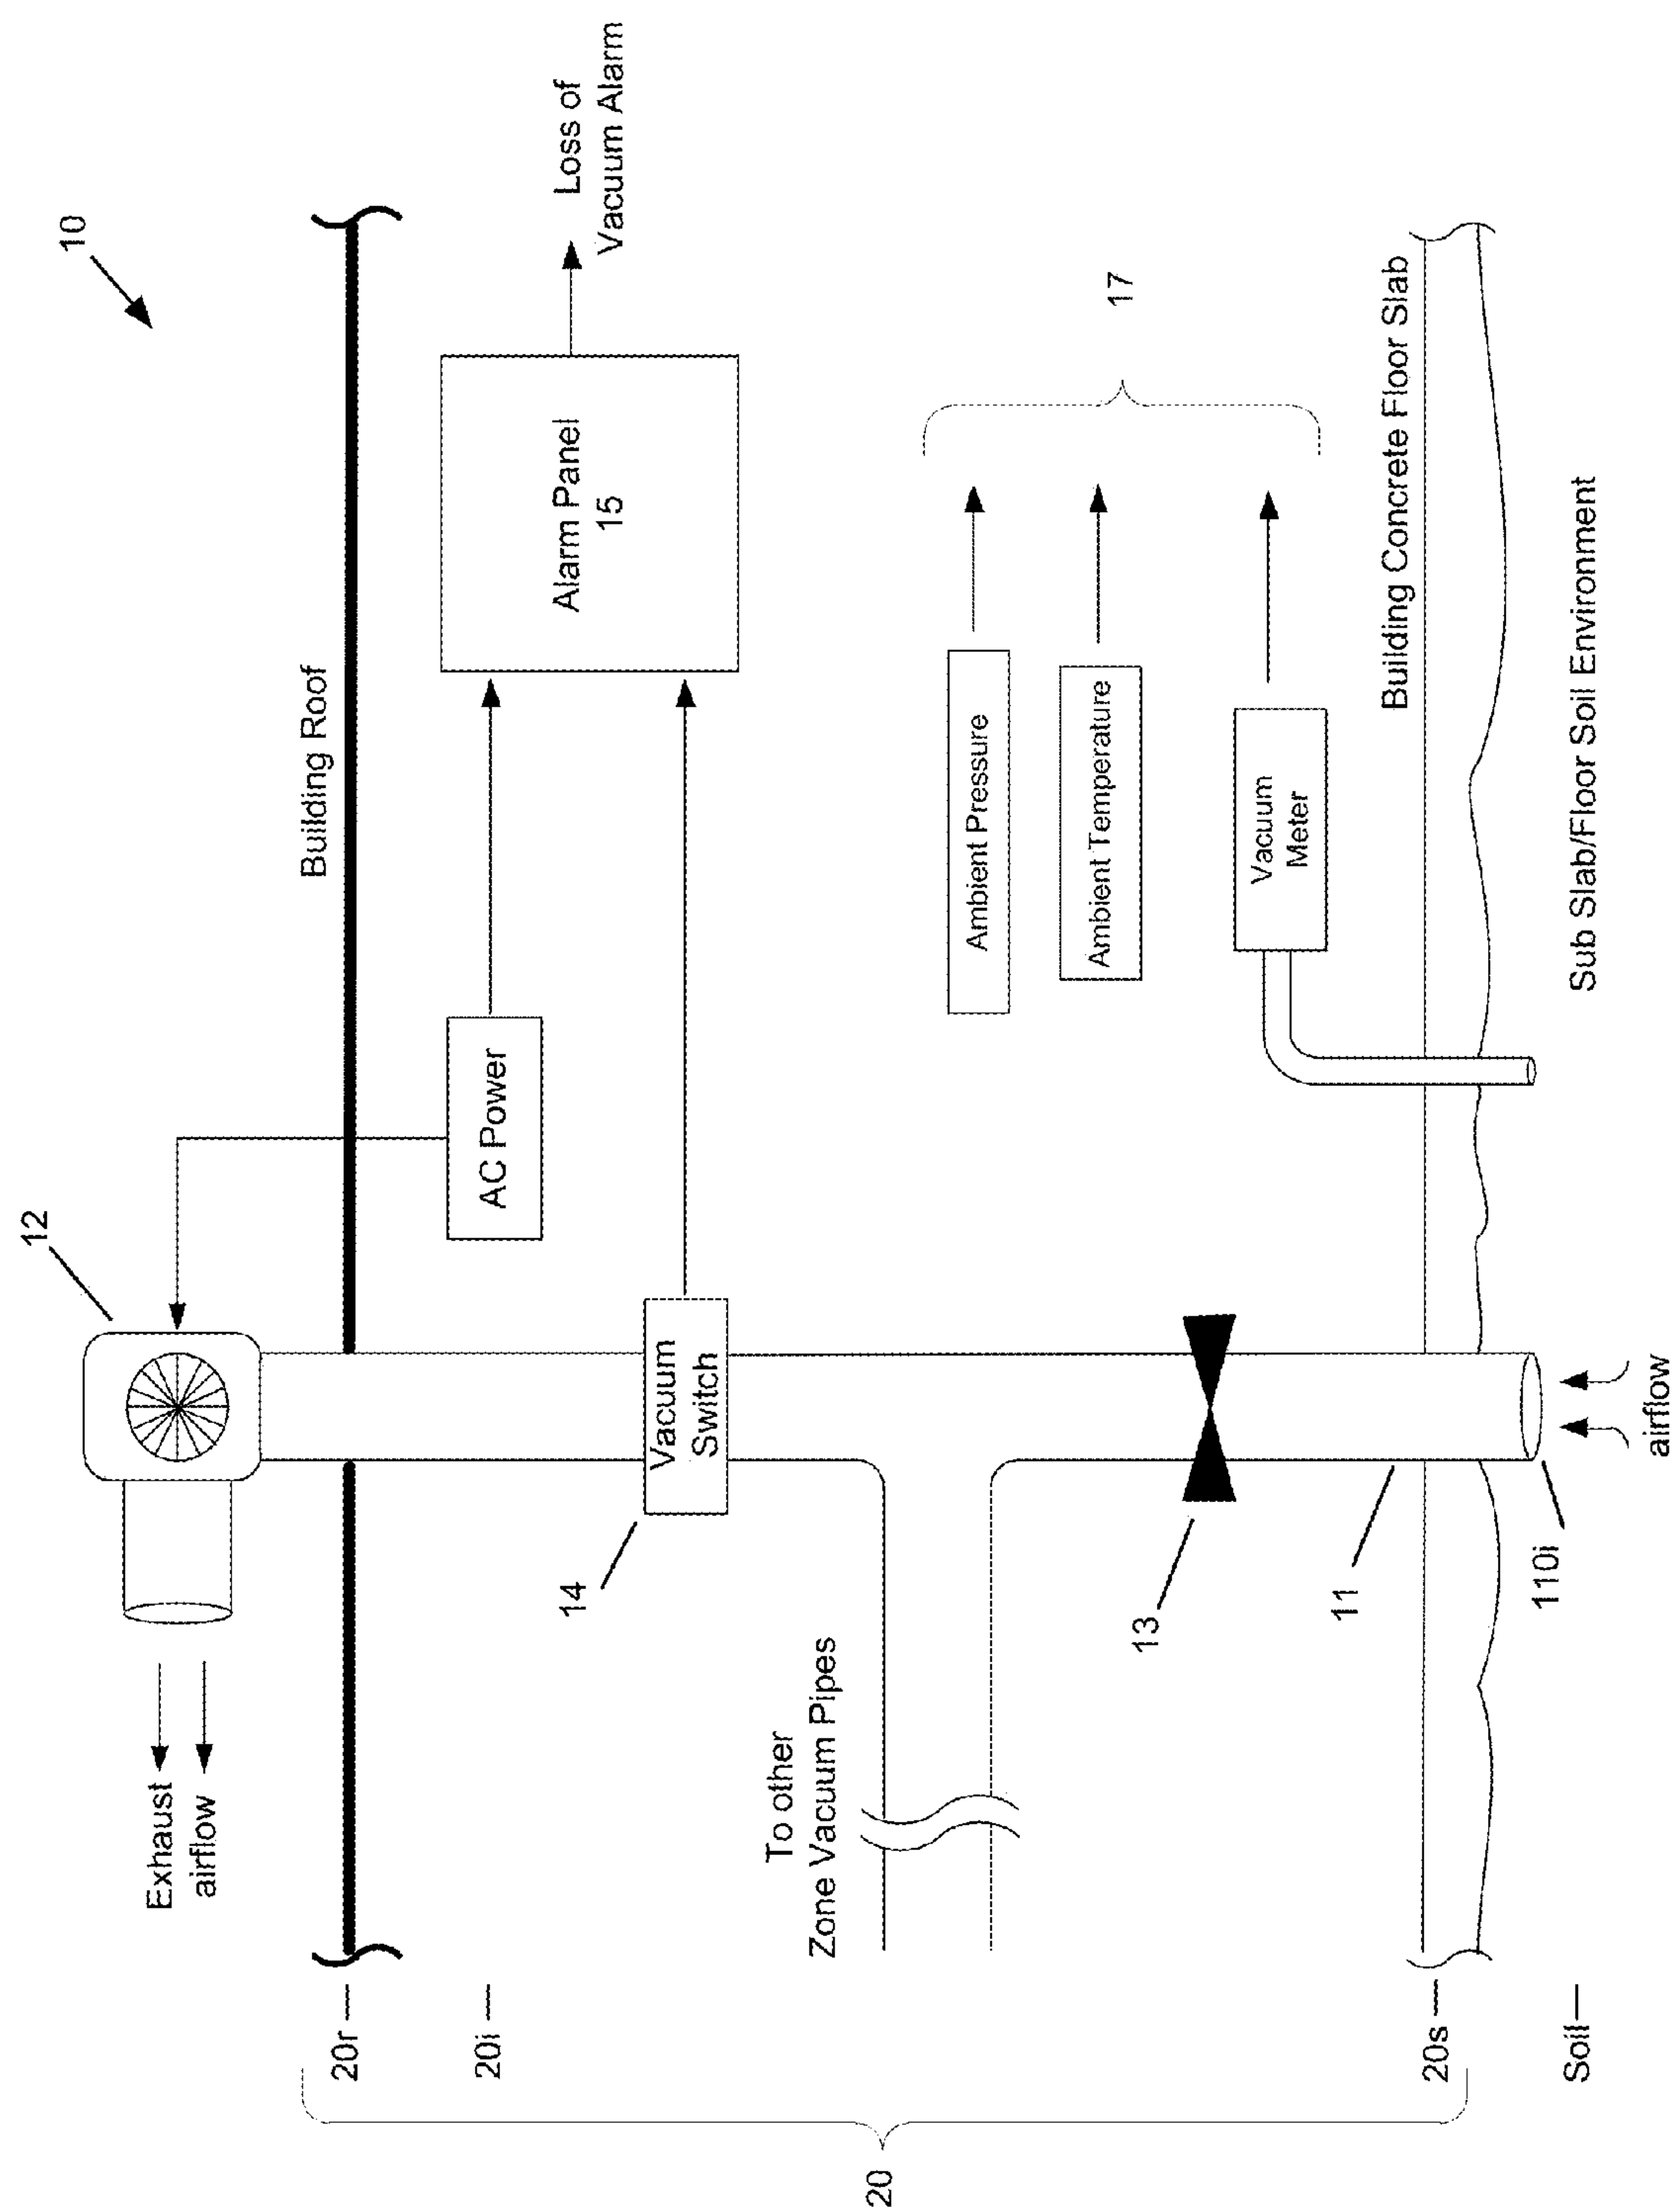 10
12
Exhaust
airflow
Building Roof
20r
20i
AC Power
Alarm Panel
15
Loss of
Vacuum Alarm
14
Vacuum
Switch
To other
Zone Vacuum Pipes
20
Ambient Pressure
Ambient Temperature
17
Vacuum
Meter
13
11
Building Concrete Floor Slab
20s
110i
Soil
airflow
Sub Slab/Floor Soil Environment